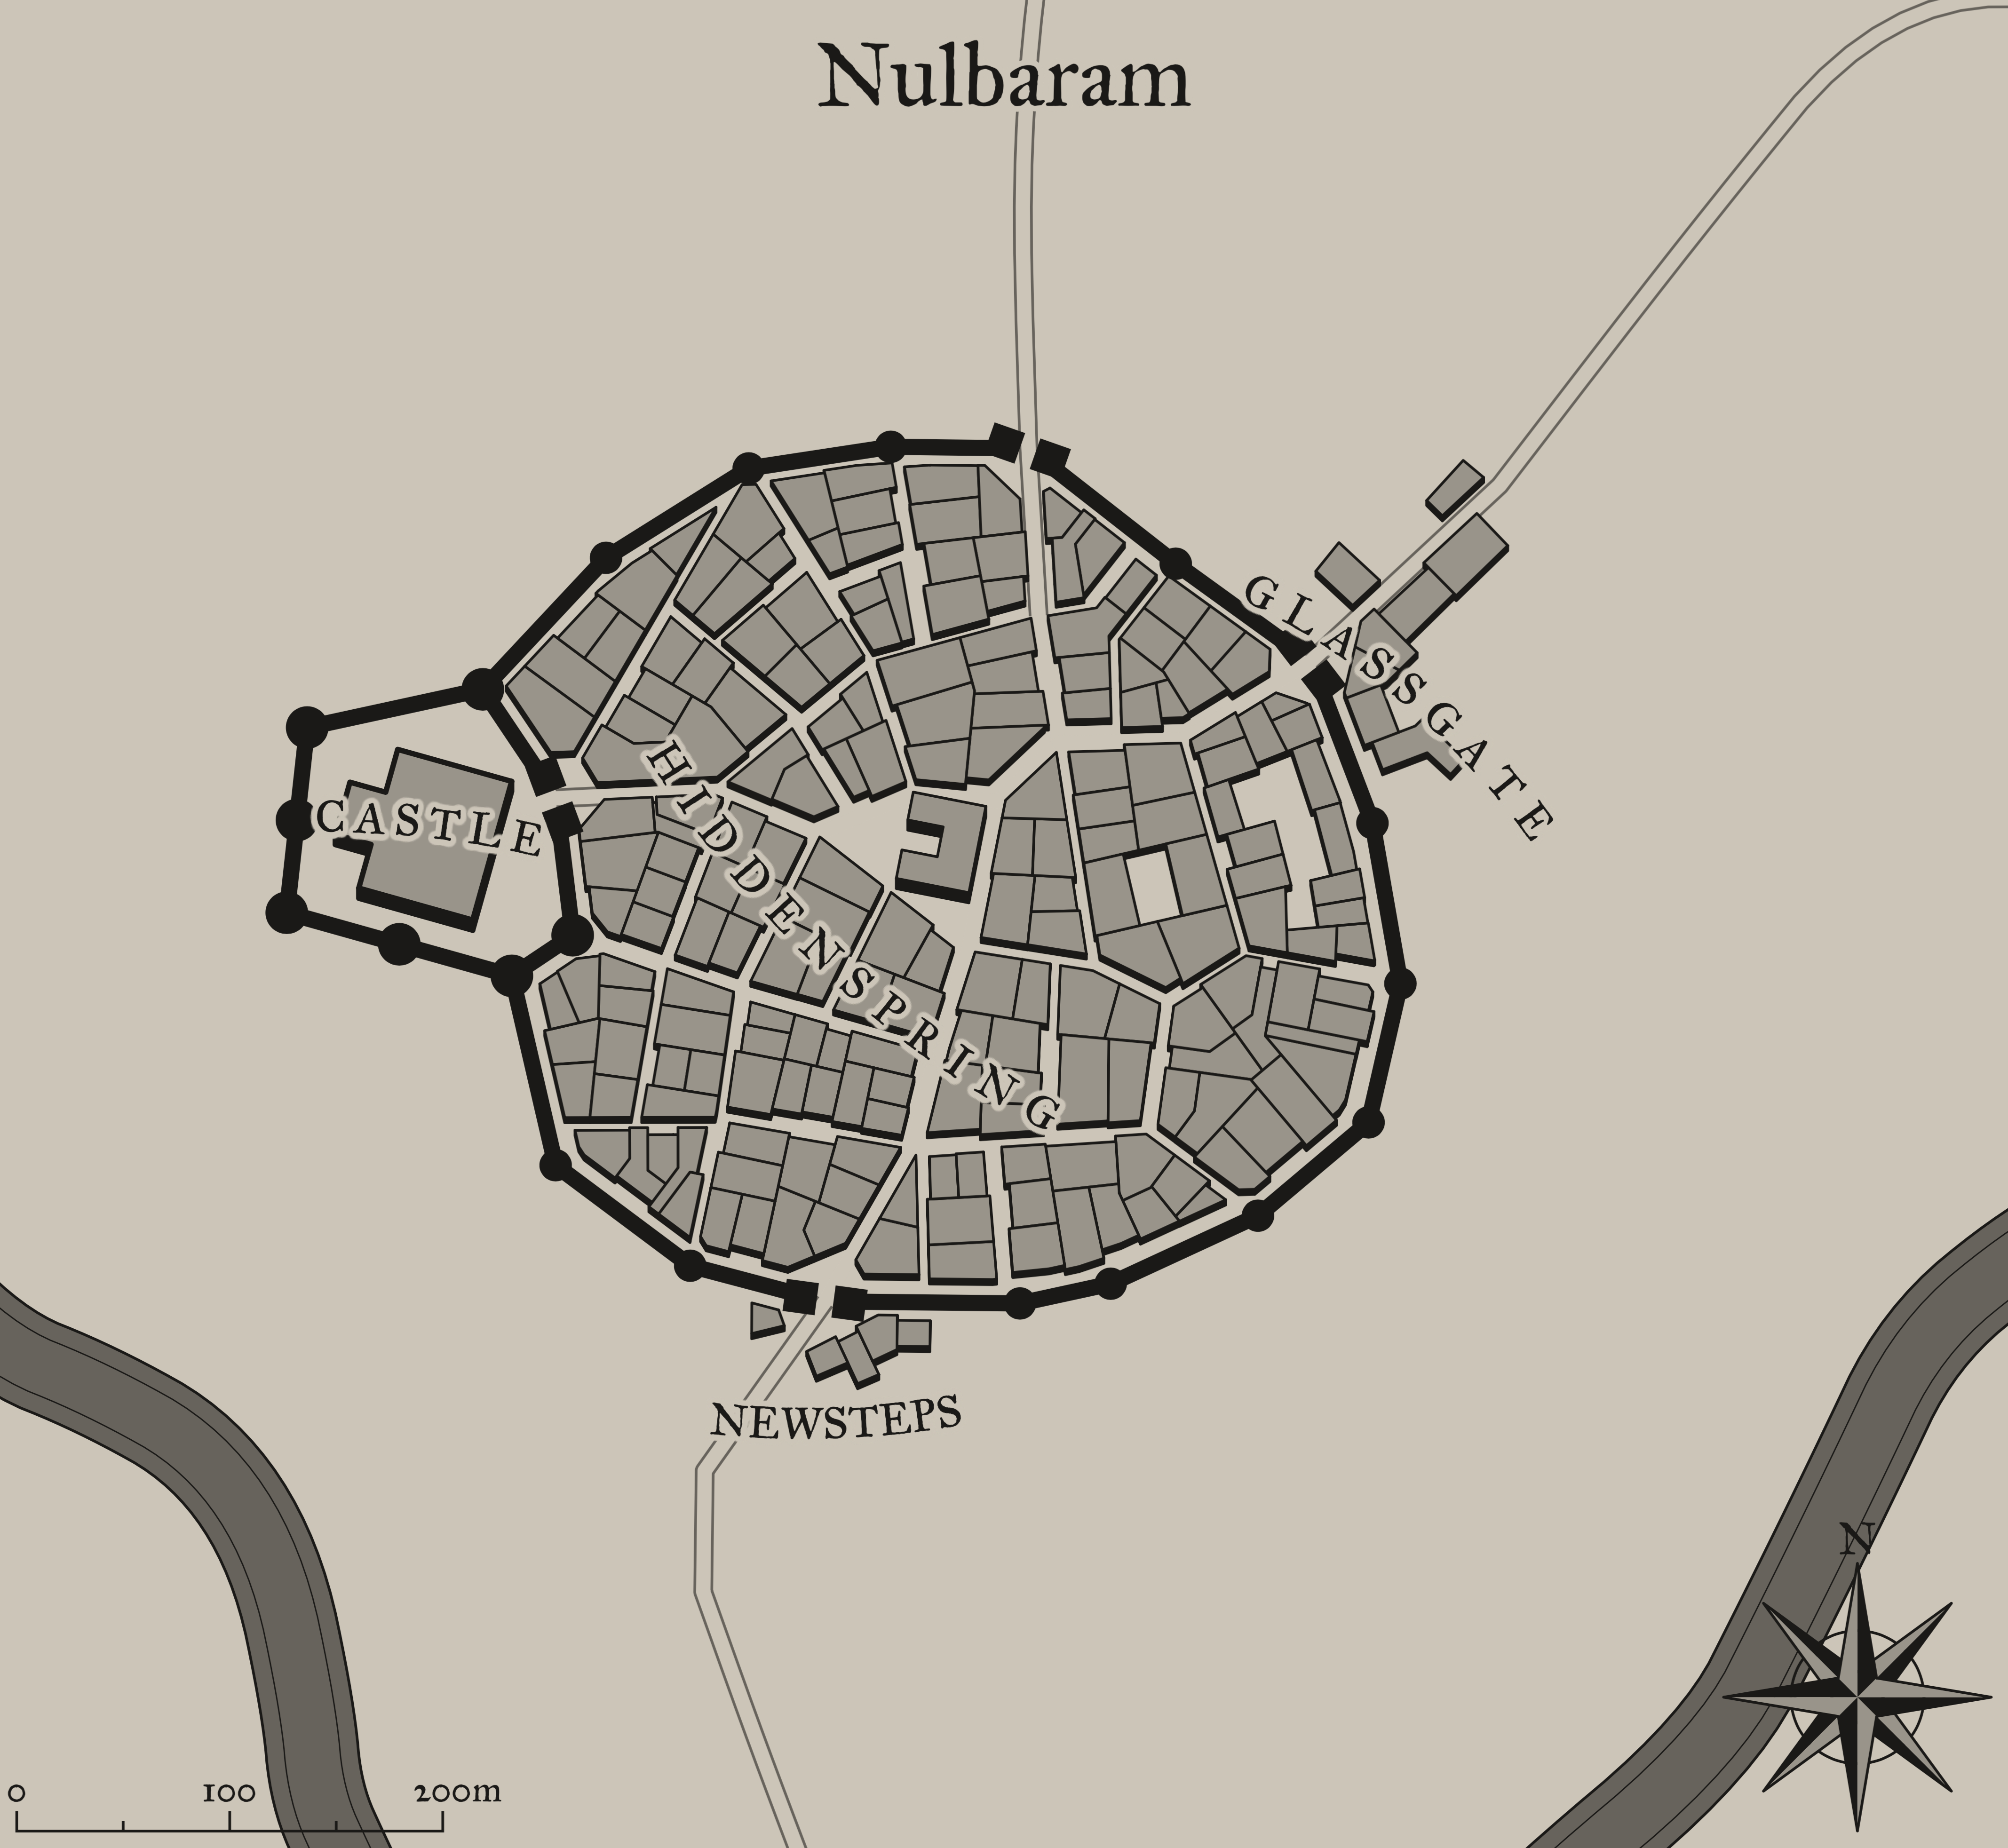 Nulbaram
GLASSGATE
HIDDENSPRING
CASTLE
NEWSTEPS
N
0 100 200m